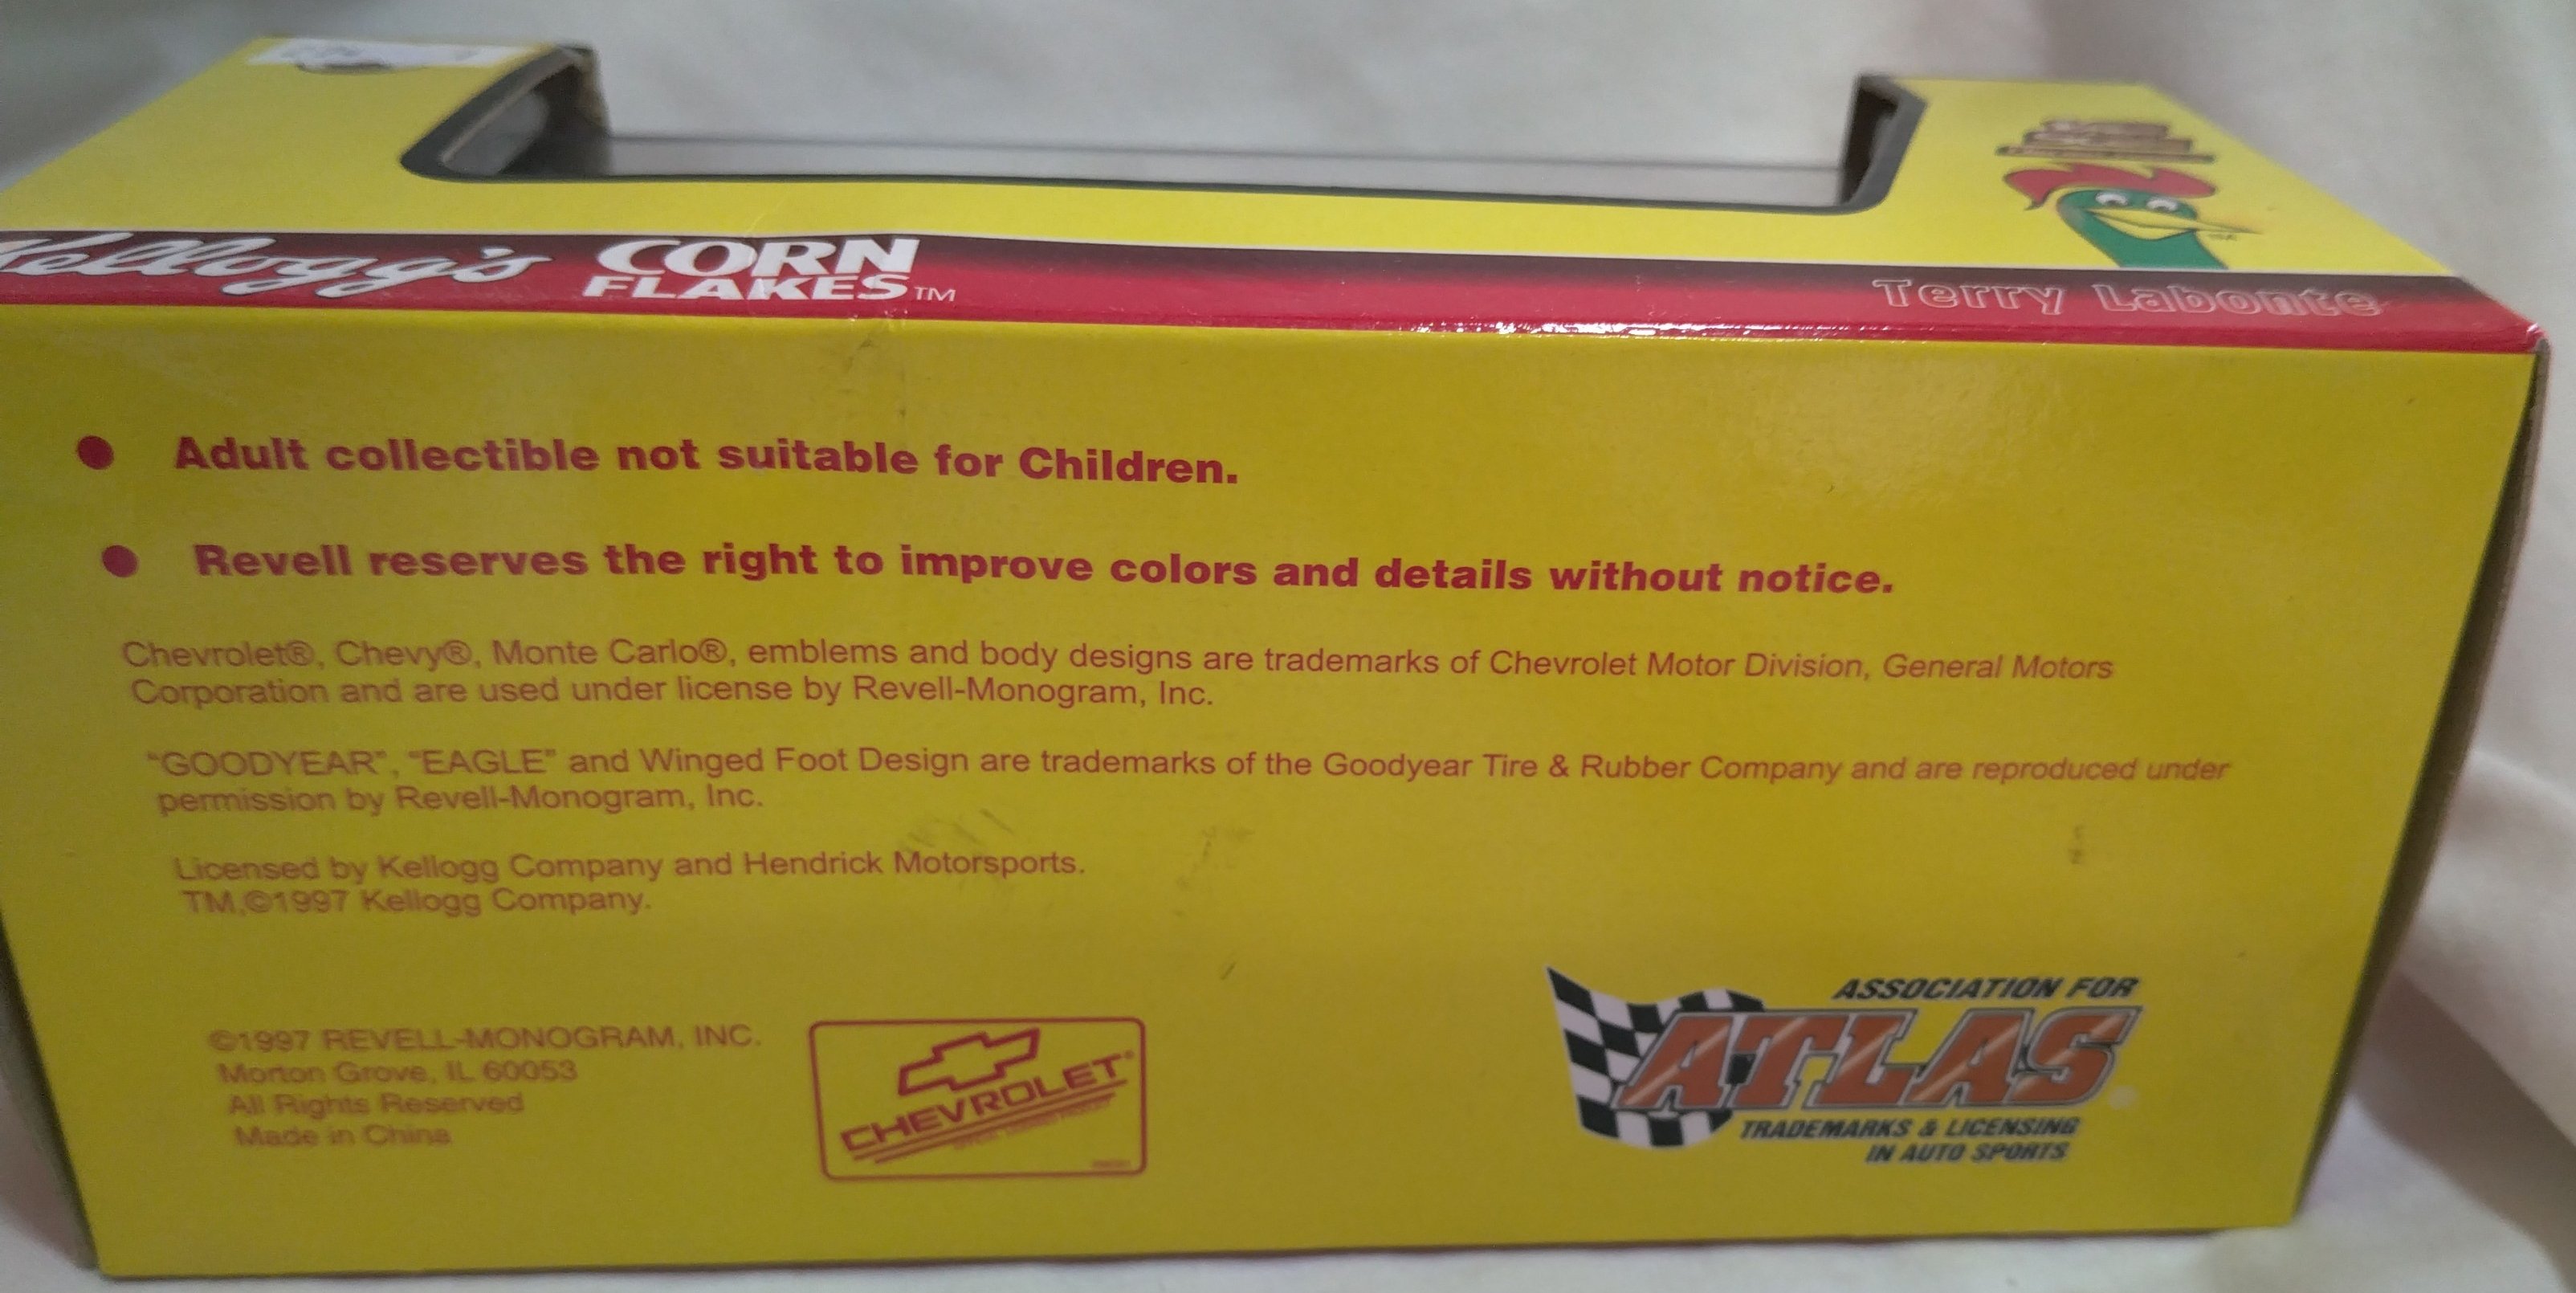 Kellogg's CORN
FLAKES™
Terry Labonte
● Adult collectible not suitable for Children.
● Revell reserves the right to improve colors and details without notice.
Chevrolet®, Chevy®, Monte Carlo®, emblems and body designs are trademarks of Chevrolet Motor Division, General Motors
Corporation and are used under license by Revell-Monogram, Inc.
"GOODYEAR", "EAGLE" and Winged Foot Design are trademarks of the Goodyear Tire & Rubber Company and are reproduced under
permission by Revell-Monogram, Inc.
Licensed by Kellogg Company and Hendrick Motorsports.
TM,©1997 Kellogg Company.
©1997 REVELL-MONOGRAM, INC.
Morton Grove, IL 60053
All Rights Reserved
Made in China
CHEVROLET®
ASSOCIATION FOR
ATLAS
TRADEMARKS & LICENSING
IN AUTO SPORTS